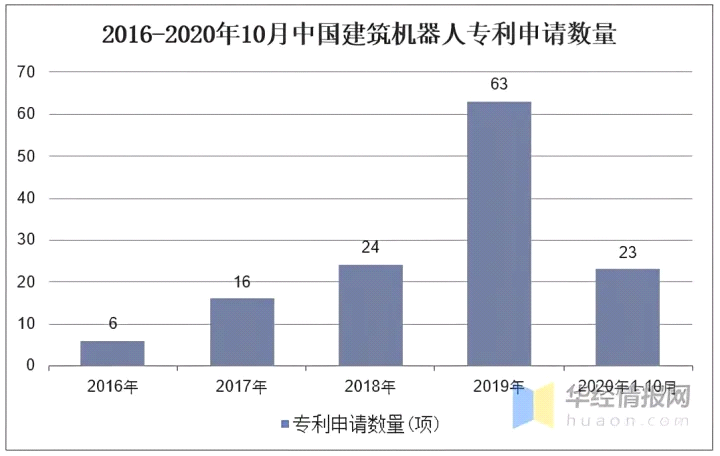 2016-2020年10月中国建筑机器人专利申请数量
70
60
50
40
30
20
10
0
6
16
24
63
23
2016年
2017年
2018年
2019年
2020年1-10月
专利申请数量(项)
华经情报网
huaon.com